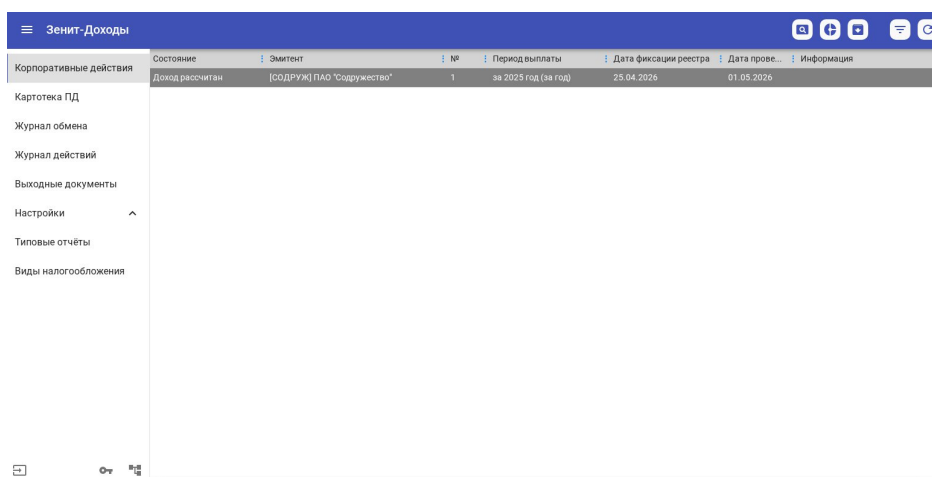 Зенит-Доходы
Корпоративные действия
Картотека ПД
Журнал обмена
Журнал действий
Выходные документы
Настройки
Типовые отчёты
Виды налогообложения
Состояние Эмитент № Период выплаты Дата фиксации реестра Дата прове... Информация
Доход рассчитан [СОДРУЖ] ПАО "Содружество" 1 за 2025 год (за год) 25.04.2026 01.05.2026